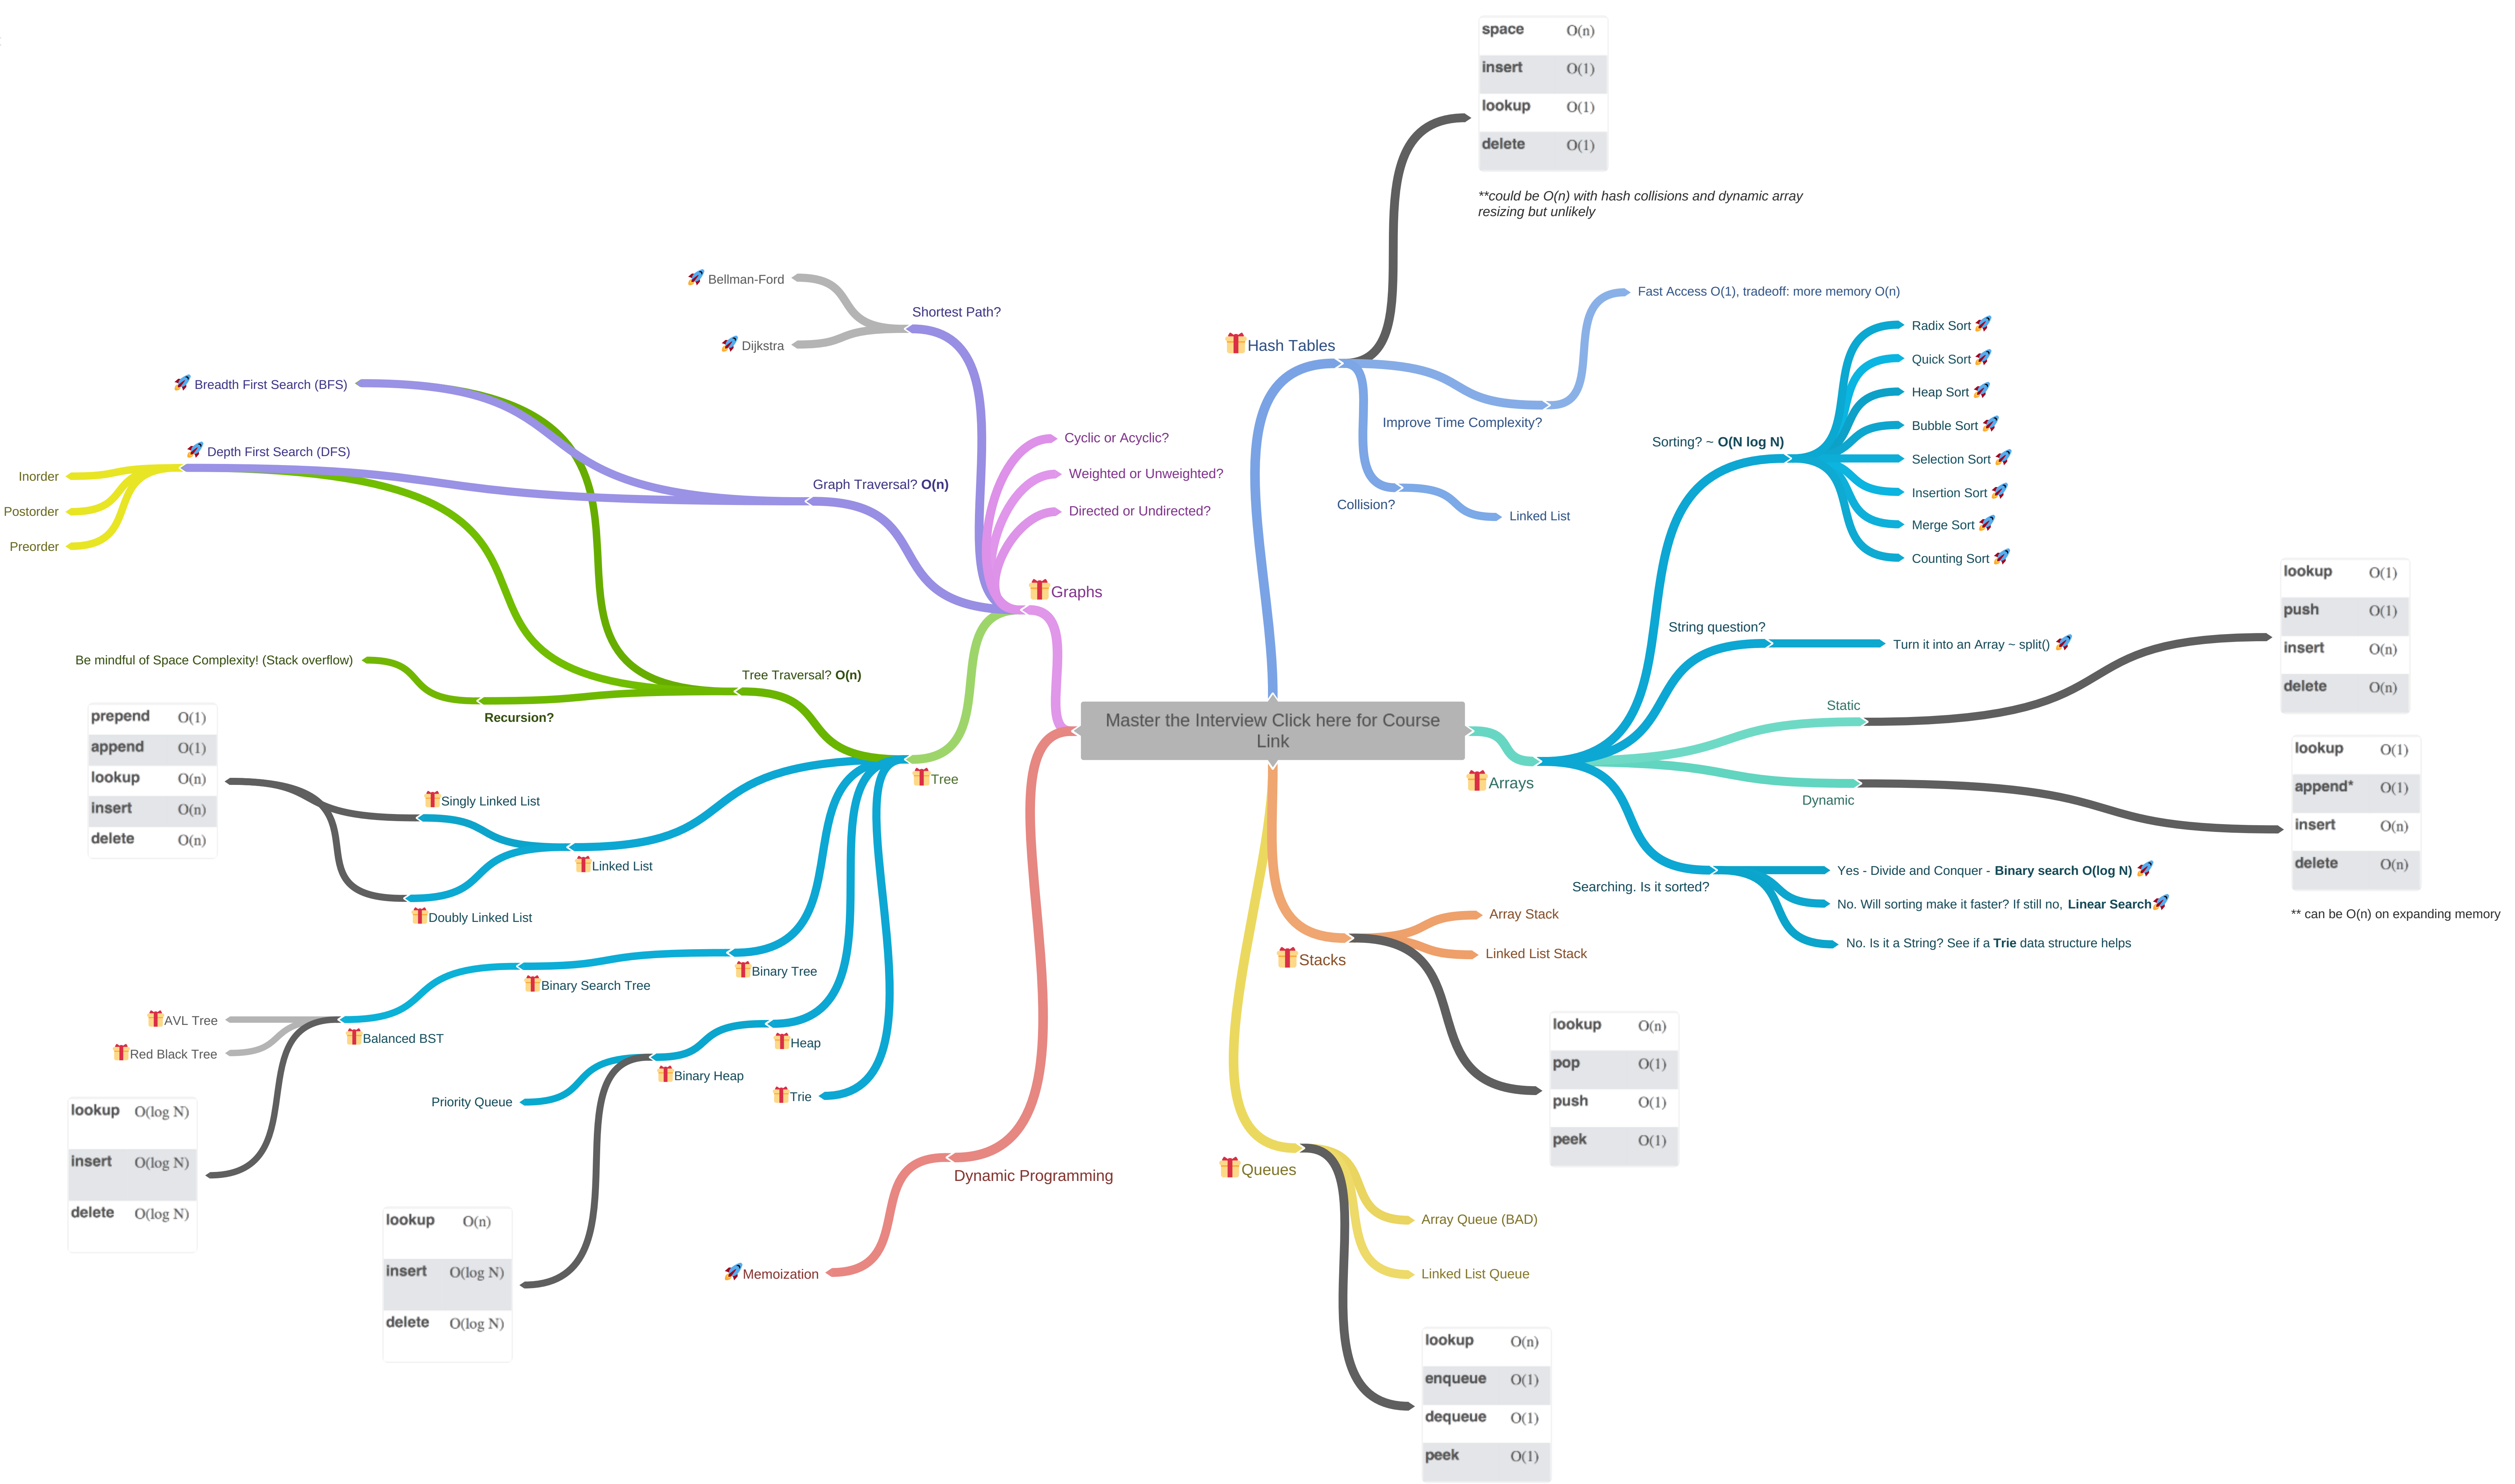 space O(n)
insert O(1)
lookup O(1)
delete O(1)
**could be O(n) with hash collisions and dynamic array
resizing but unlikely
Hash Tables
Improve Time Complexity?
Fast Access O(1), tradeoff: more memory O(n)
Collision?
Linked List
Bellman-Ford
Shortest Path?
Dijkstra
Breadth First Search (BFS)
Depth First Search (DFS)
Inorder
Postorder
Preorder
Graph Traversal? O(n)
Cyclic or Acyclic?
Weighted or Unweighted?
Directed or Undirected?
Graphs
Be mindful of Space Complexity! (Stack overflow)
Recursion?
Tree Traversal? O(n)
Tree
prepend O(1)
append O(1)
lookup O(n)
insert O(n)
delete O(n)
Singly Linked List
Linked List
Doubly Linked List
Binary Tree
Binary Search Tree
AVL Tree
Balanced BST
Red Black Tree
Heap
Binary Heap
Priority Queue
Trie
lookup O(log N)
insert O(log N)
delete O(log N)
lookup O(n)
insert O(log N)
delete O(log N)
Dynamic Programming
Memoization
Master the Interview Click here for Course
Link
Sorting? ~ O(N log N)
Radix Sort
Quick Sort
Heap Sort
Bubble Sort
Selection Sort
Insertion Sort
Merge Sort
Counting Sort
String question?
Turn it into an Array ~ split()
Static
lookup O(1)
push O(1)
insert O(n)
delete O(n)
Arrays
Dynamic
lookup O(1)
append* O(1)
insert O(n)
delete O(n)
** can be O(n) on expanding memory
Searching. Is it sorted?
Yes - Divide and Conquer - Binary search O(log N)
No. Will sorting make it faster? If still no, Linear Search
No. Is it a String? See if a Trie data structure helps
Array Stack
Linked List Stack
Stacks
lookup O(n)
pop O(1)
push O(1)
peek O(1)
Queues
Array Queue (BAD)
Linked List Queue
lookup O(n)
enqueue O(1)
dequeue O(1)
peek O(1)